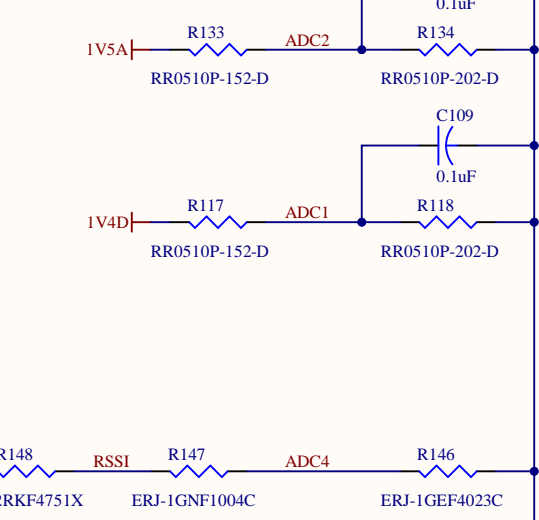 0.1uF
R133
R134
1V5A
ADC2
RR0510P-152-D
RR0510P-202-D
C109
0.1uF
R117
R118
1V4D
ADC1
RR0510P-152-D
RR0510P-202-D
R148
RSSI
R147
ADC4
R146
RKF4751X
ERJ-1GNF1004C
ERJ-1GEF4023C